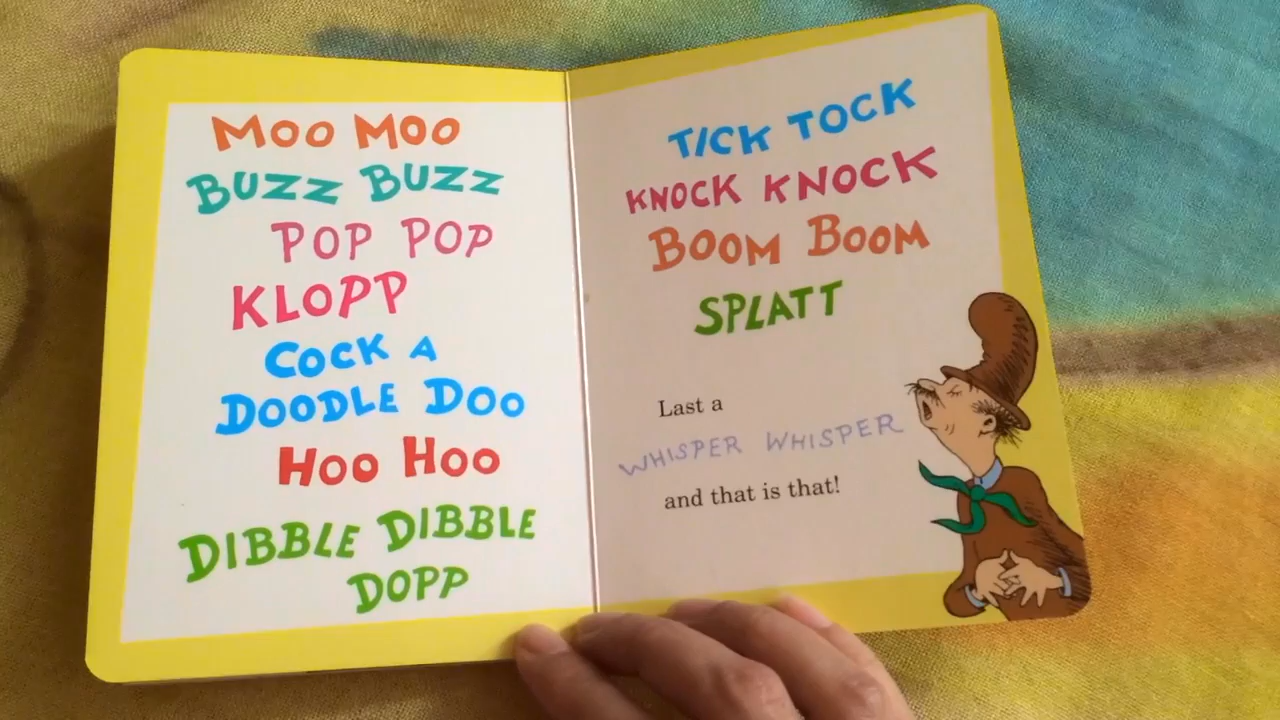 MOO MOO
BUZZ BUZZ
POP POP
KLOPP
COCK A
DOODLE DOO
HOO HOO
DIBBLE DIBBLE
DOPP
TICK TOCK
KNOCK KNOCK
BOOM BOOM
SPLATT
Last a
WHISPER WHISPER
and that is that!